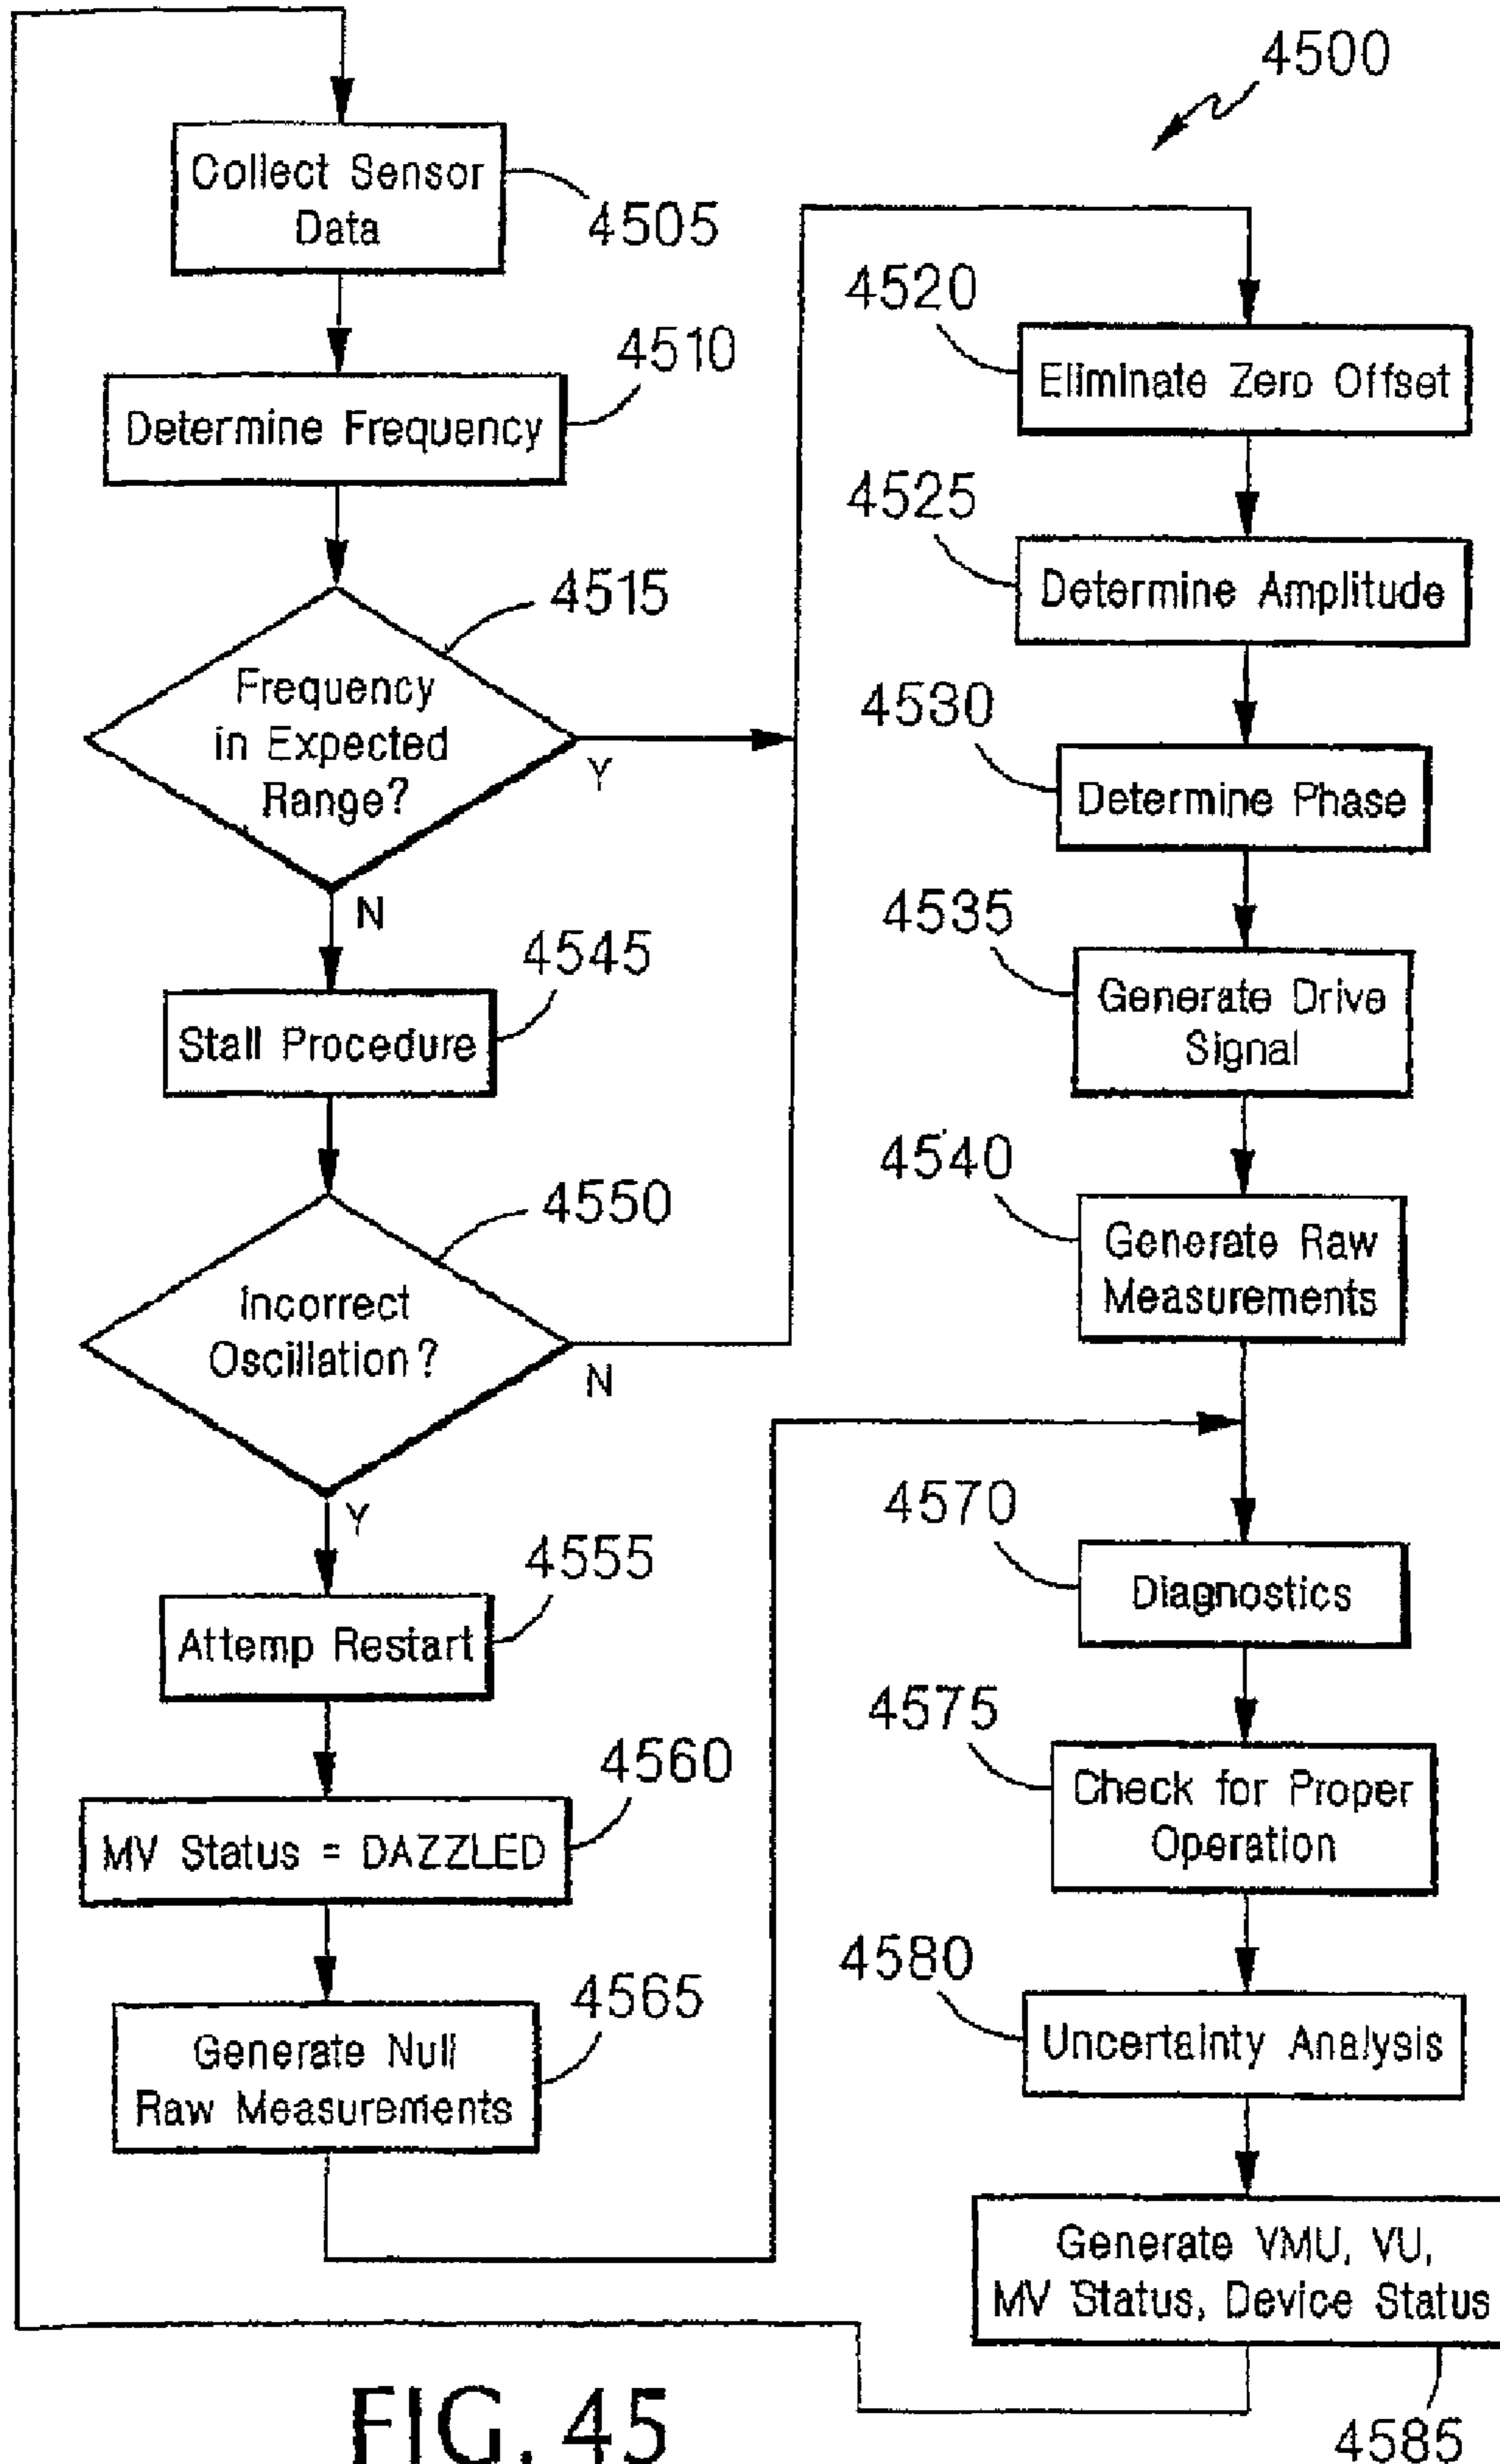 4500
Collect Sensor
Data
4505
4510
Determine Frequency
4515
Frequency
in Expected
Range?
Y
N
4545
Stall Procedure
4550
Incorrect
Oscillation?
N
Y
4555
Attemp Restart
4560
MV Status = DAZZLED
4565
Generate Null
Raw Measurements
4520
Eliminate Zero Offset
4525
Determine Amplitude
4530
Determine Phase
4535
Generate Drive
Signal
4540
Generate Raw
Measurements
4570
Diagnostics
4575
Check for Proper
Operation
4580
Uncertainty Analysis
Generate VMU, VU,
MV Status, Device Status
4585
FIG. 45